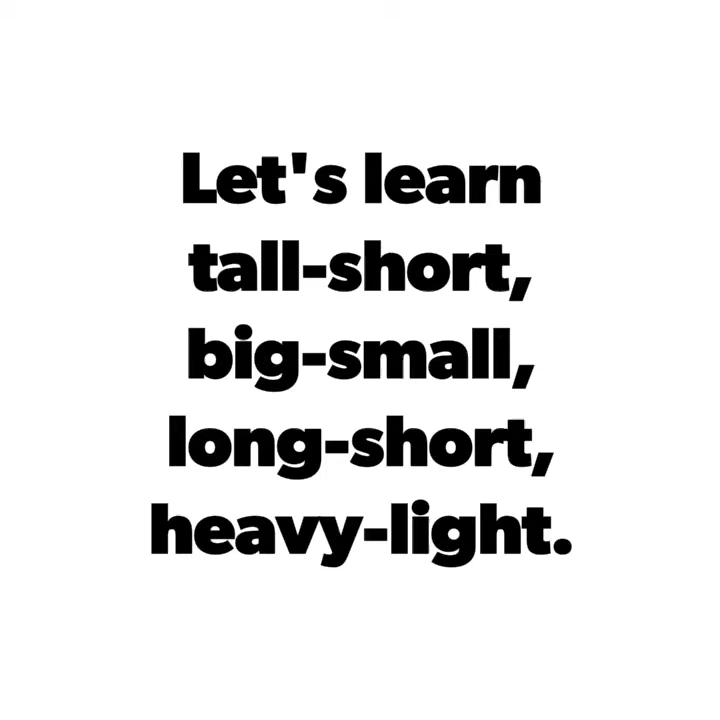 Let's learn
tall-short,
big-small,
long-short,
heavy-light.